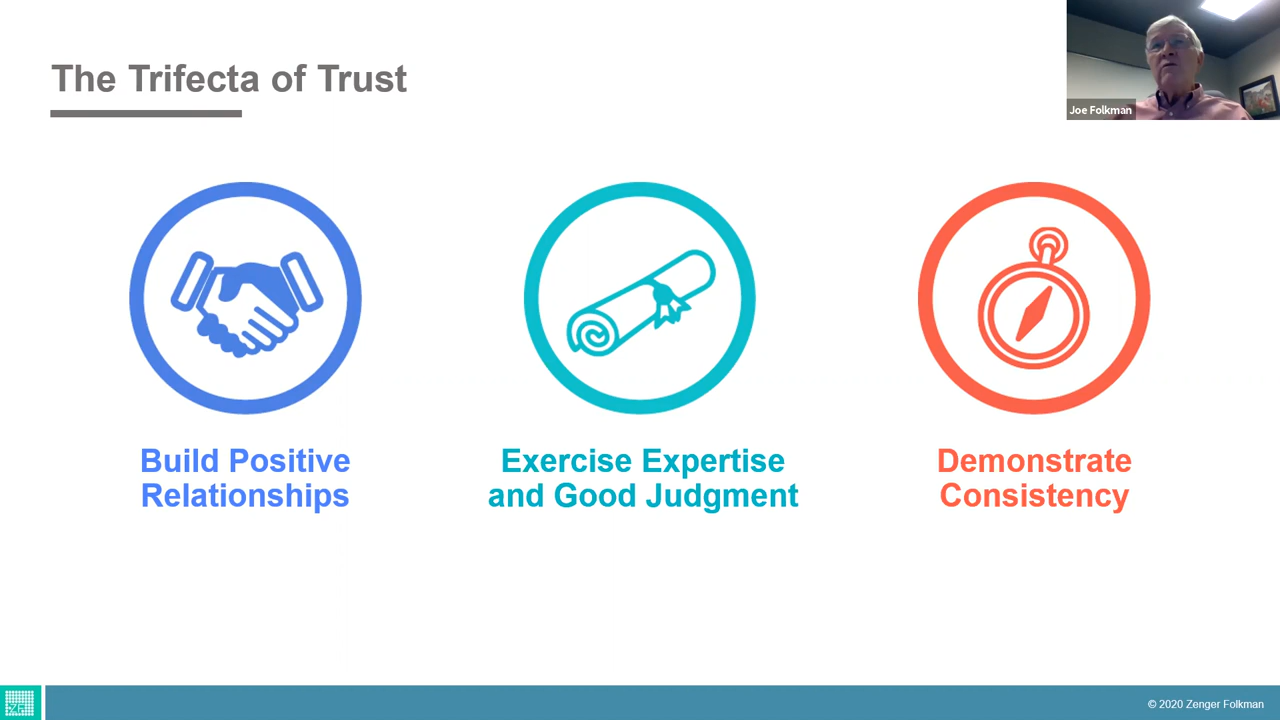 The Trifecta of Trust
Joe Folkman
Build Positive
Relationships
Exercise Expertise
and Good Judgment
Demonstrate
Consistency
ZF
© 2020 Zenger Folkman